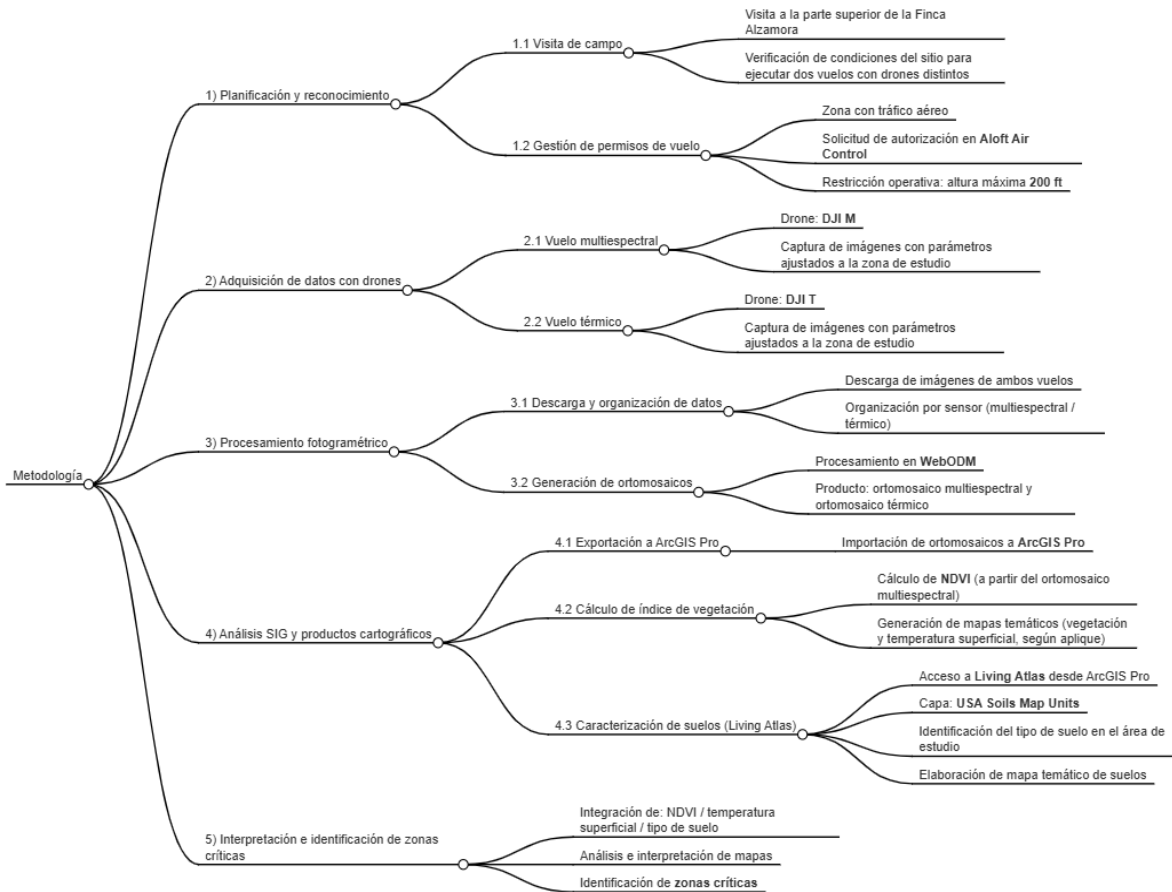 Metodología
1) Planificación y reconocimiento
1.1 Visita de campo
Visita a la parte superior de la Finca
Alzamora
Verificación de condiciones del sitio para
ejecutar dos vuelos con drones distintos
1.2 Gestión de permisos de vuelo
Zona con tráfico aéreo
Solicitud de autorización en Aloft Air
Control
Restricción operativa: altura máxima 200 ft
2) Adquisición de datos con drones
2.1 Vuelo multiespectral
Drone: DJI M
Captura de imágenes con parámetros
ajustados a la zona de estudio
2.2 Vuelo térmico
Drone: DJI T
Captura de imágenes con parámetros
ajustados a la zona de estudio
3) Procesamiento fotogramétrico
3.1 Descarga y organización de datos
Descarga de imágenes de ambos vuelos
Organización por sensor (multiespectral /
térmico)
3.2 Generación de ortomosaicos
Procesamiento en WebODM
Producto: ortomosaico multiespectral y
ortomosaico térmico
4) Análisis SIG y productos cartográficos
4.1 Exportación a ArcGIS Pro
Importación de ortomosaicos a ArcGIS Pro
4.2 Cálculo de índice de vegetación
Cálculo de NDVI (a partir del ortomosaico
multiespectral)
Generación de mapas temáticos (vegetación
y temperatura superficial, según aplique)
4.3 Caracterización de suelos (Living Atlas)
Acceso a Living Atlas desde ArcGIS Pro
Capa: USA Soils Map Units
Identificación del tipo de suelo en el área de
estudio
Elaboración de mapa temático de suelos
5) Interpretación e identificación de zonas
críticas
Integración de: NDVI / temperatura
superficial / tipo de suelo
Análisis e interpretación de mapas
Identificación de zonas críticas